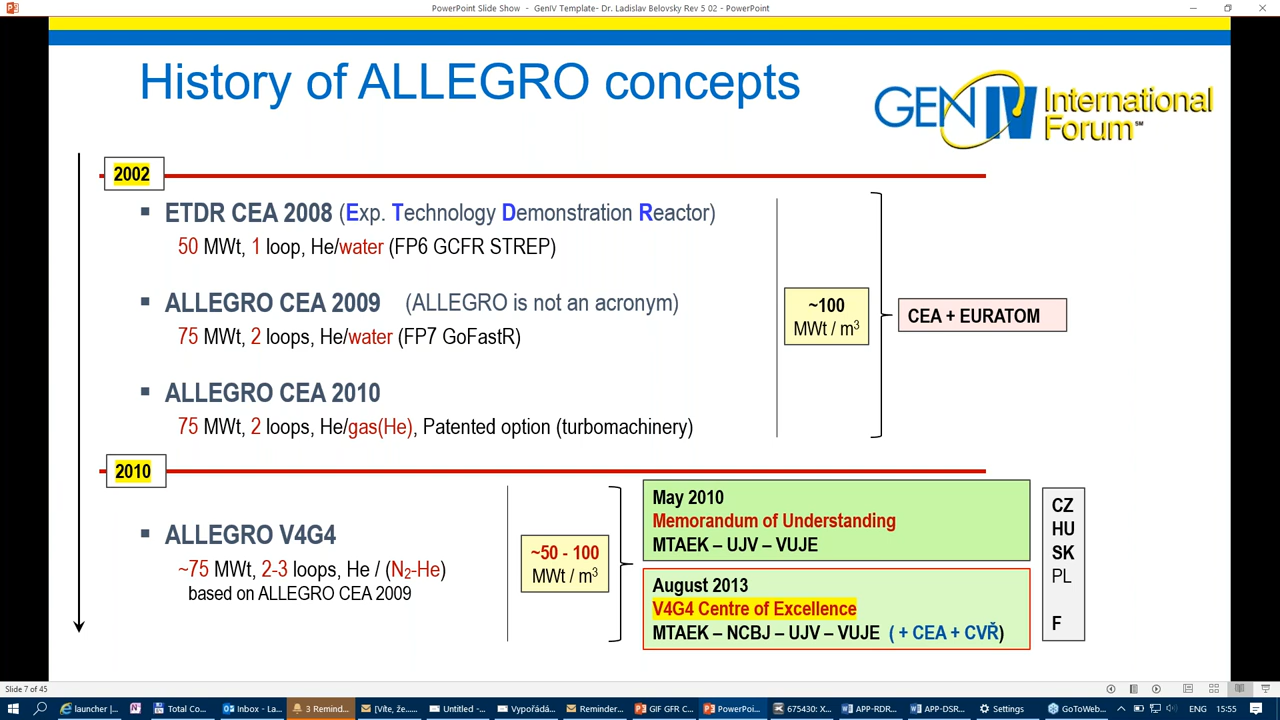 PowerPoint Slide Show - GenIV Template- Dr. Ladislav Belovsky Rev 5 02 - PowerPoint
History of ALLEGRO concepts
GEN IV International Forum℠
2002
▪ ETDR CEA 2008 (Exp. Technology Demonstration Reactor)
50 MWt, 1 loop, He/water (FP6 GCFR STREP)
▪ ALLEGRO CEA 2009 (ALLEGRO is not an acronym)
75 MWt, 2 loops, He/water (FP7 GoFastR)
▪ ALLEGRO CEA 2010
75 MWt, 2 loops, He/gas(He), Patented option (turbomachinery)
~100
MWt / m³
CEA + EURATOM
2010
▪ ALLEGRO V4G4
~75 MWt, 2-3 loops, He / (N₂-He)
based on ALLEGRO CEA 2009
~50 - 100
MWt / m³
May 2010
Memorandum of Understanding
MTAEK – UJV – VUJE
August 2013
V4G4 Centre of Excellence
MTAEK – NCBJ – UJV – VUJE ( + CEA + CVŘ)
CZ
HU
SK
PL
F
Slide 7 of 45
launcher | ... Total Co... Inbox - La... 3 Remind... [Víte, že.... Untitled -... Vypořádá... Reminder... GIF GFR C... PowerPoi... 675430: X... APP-RDR... APP-DSR... Settings GoToWeb... ENG 15:55